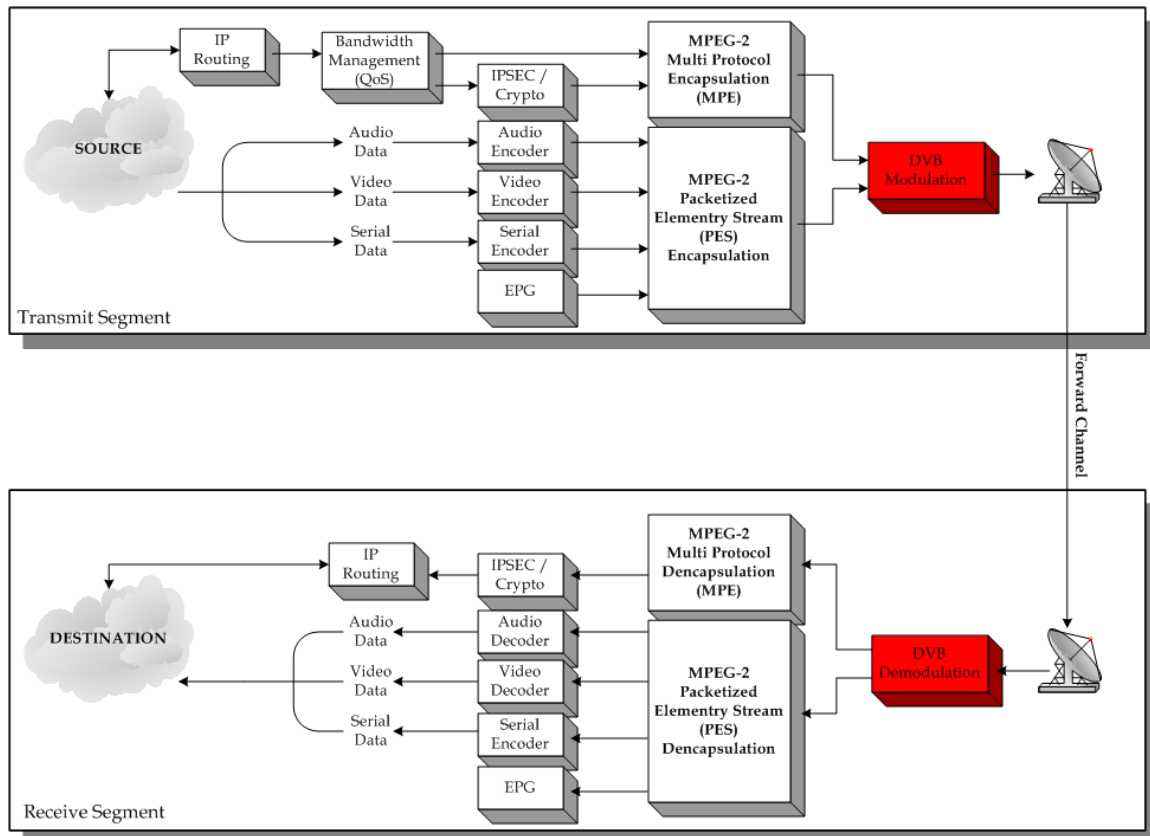 IP
Routing
Bandwidth
Management
(QoS)
IPSEC /
Crypto
MPEG-2
Multi Protocol
Encapsulation
(MPE)
SOURCE
Audio
Data
Video
Data
Serial
Data
Audio
Encoder
Video
Encoder
Serial
Encoder
EPG
MPEG-2
Packetized
Elementry Stream
(PES)
Encapsulation
DVB
Modulation
Transmit Segment
Forward Channel
IP
Routing
IPSEC /
Crypto
MPEG-2
Multi Protocol
Dencapsulation
(MPE)
DESTINATION
Audio
Data
Video
Data
Serial
Data
Audio
Decoder
Video
Decoder
Serial
Encoder
EPG
MPEG-2
Packetized
Elementry Stream
(PES)
Dencapsulation
DVB
Demodulation
Receive Segment